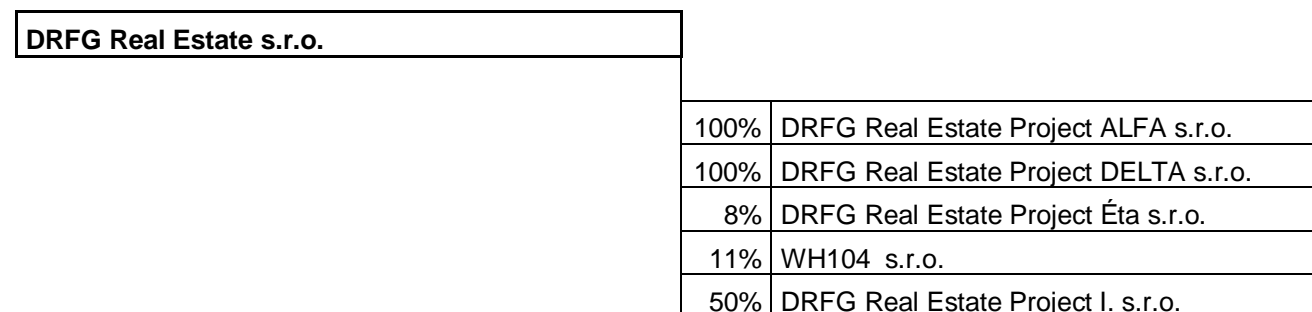 DRFG Real Estate s.r.o.
100% DRFG Real Estate Project ALFA s.r.o.
100% DRFG Real Estate Project DELTA s.r.o.
8% DRFG Real Estate Project Éta s.r.o.
11% WH104 s.r.o.
50% DRFG Real Estate Project I. s.r.o.